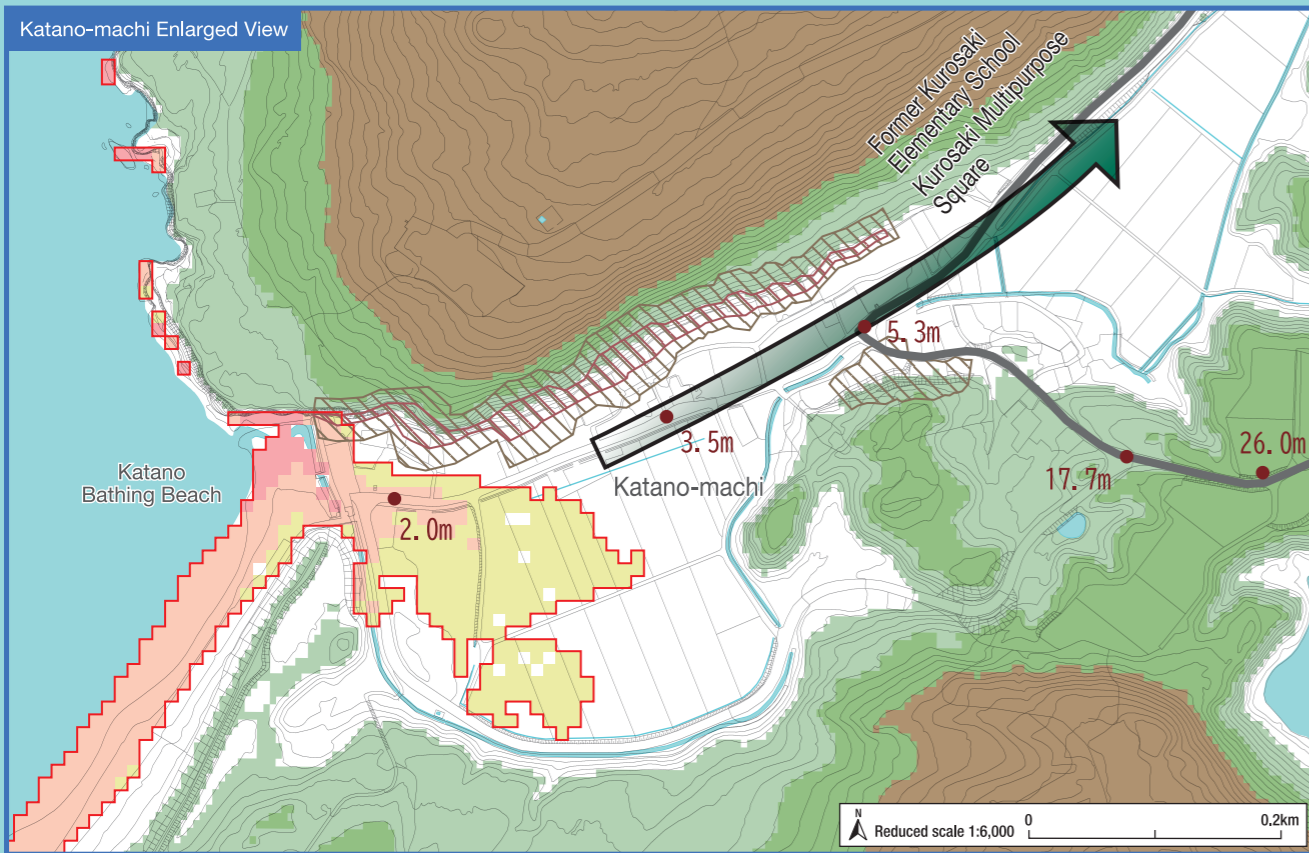 Katano-machi Enlarged View
Former Kurosaki
Elementary School
Kurosaki Multipurpose
Square
5.3m
3.5m
Katano-machi
26.0m
17.7m
Katano
Bathing Beach
2.0m
N
Reduced scale 1:6,000
0
0.2km